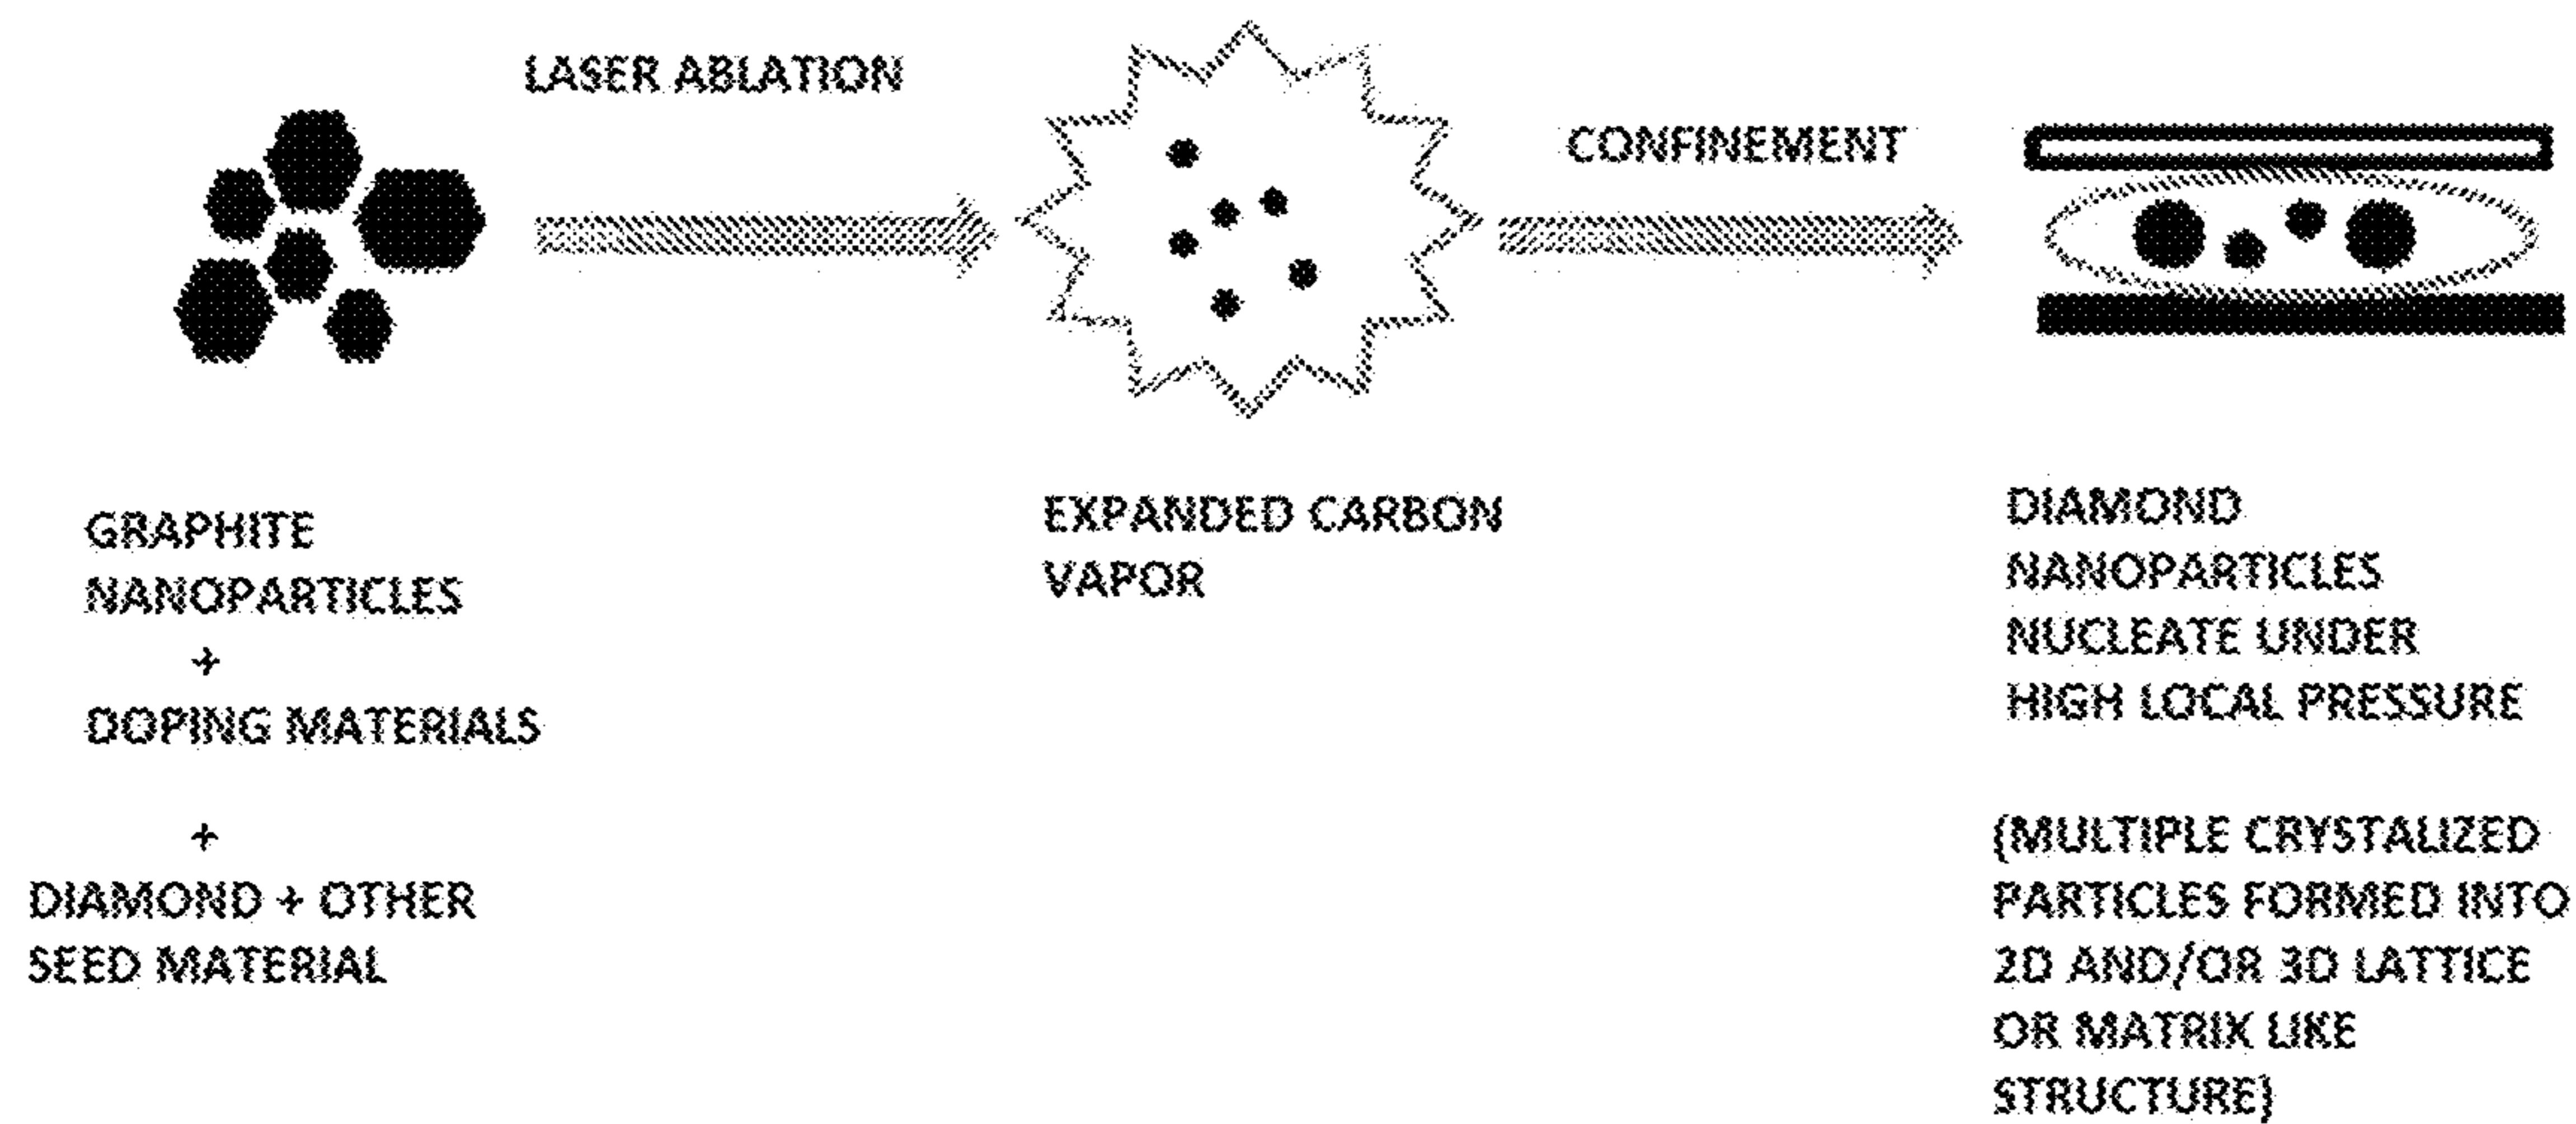 LASER ABLATION
CONFINEMENT
GRAPHITE
NANOPARTICLES
+
DOPING MATERIALS
+
DIAMOND + OTHER
SEED MATERIAL
EXPANDED CARBON
VAPOR
DIAMOND
NANOPARTICLES
NUCLEATE UNDER
HIGH LOCAL PRESSURE
(MULTIPLE CRYSTALIZED
PARTICLES FORMED INTO
2D AND/OR 3D LATTICE
OR MATRIX LIKE
STRUCTURE)